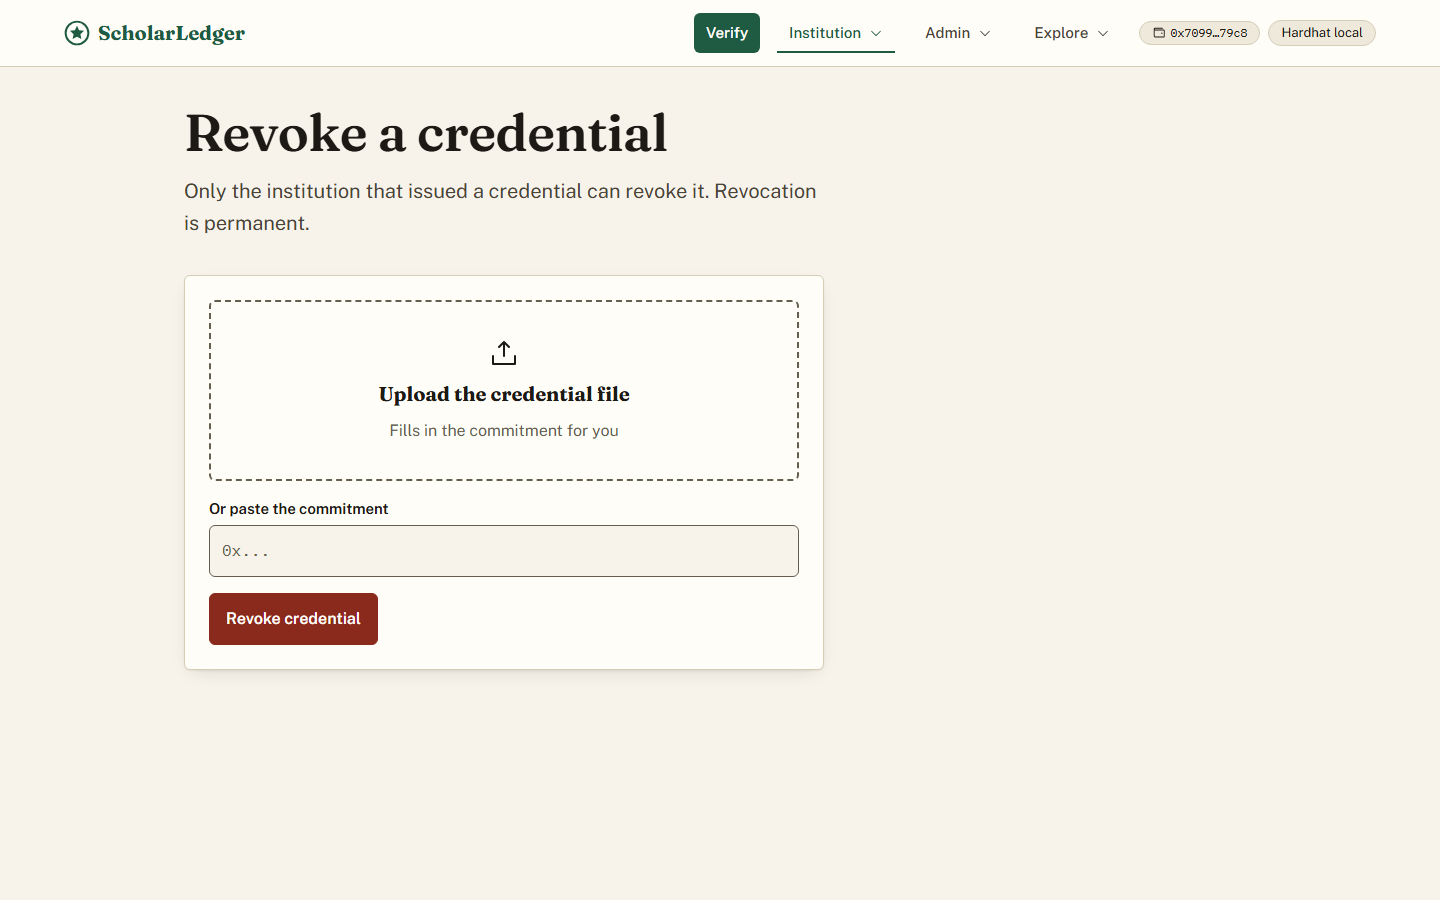 ScholarLedger
Verify
Institution
Admin
Explore
0x7099…79c8
Hardhat local
Revoke a credential
Only the institution that issued a credential can revoke it. Revocation
is permanent.
Upload the credential file
Fills in the commitment for you
Or paste the commitment
0x...
Revoke credential